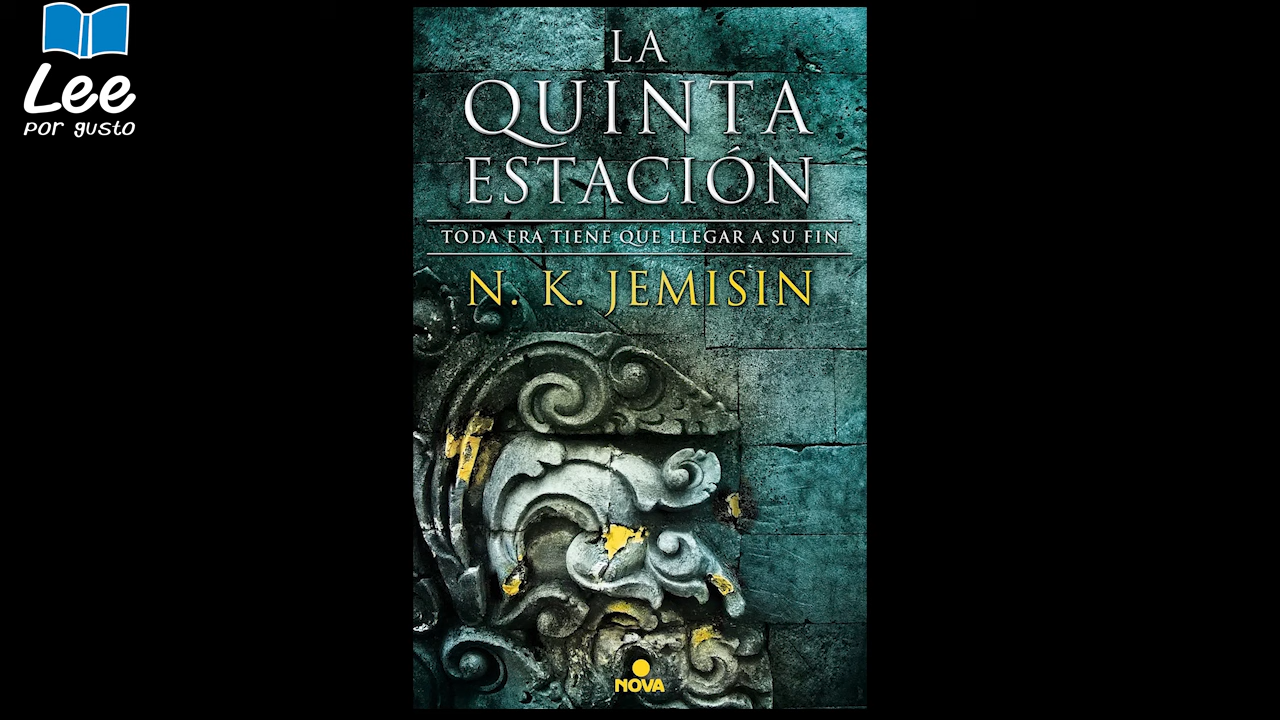 Lee
por gusto
LA
QUINTA
ESTACIÓN
TODA ERA TIENE QUE LLEGAR A SU FIN
N. K. JEMISIN
NOVA